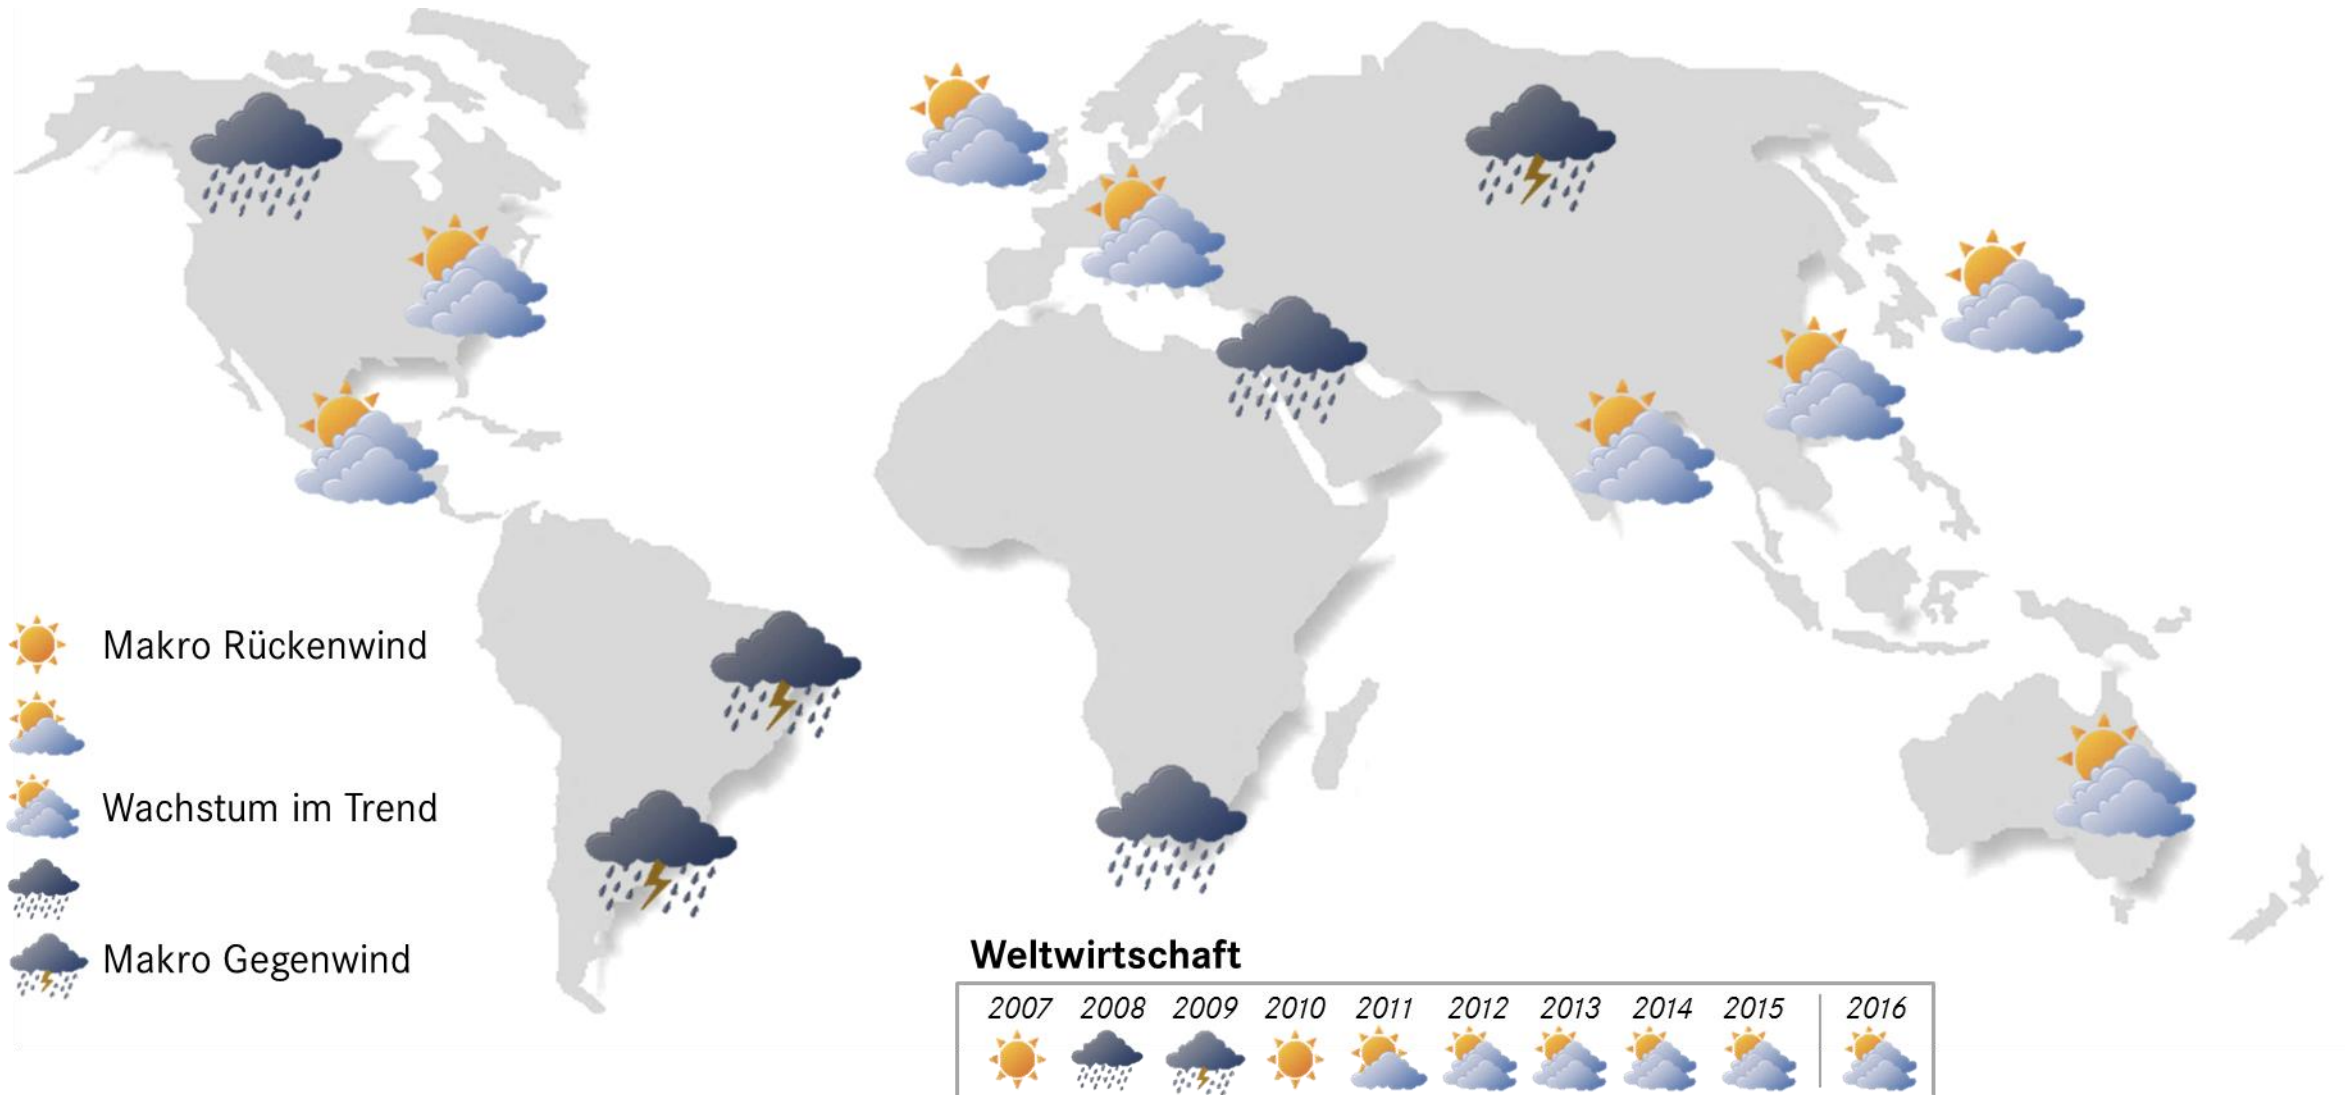 Makro Rückenwind
Wachstum im Trend
Makro Gegenwind
Weltwirtschaft
2007 2008 2009 2010 2011 2012 2013 2014 2015 2016